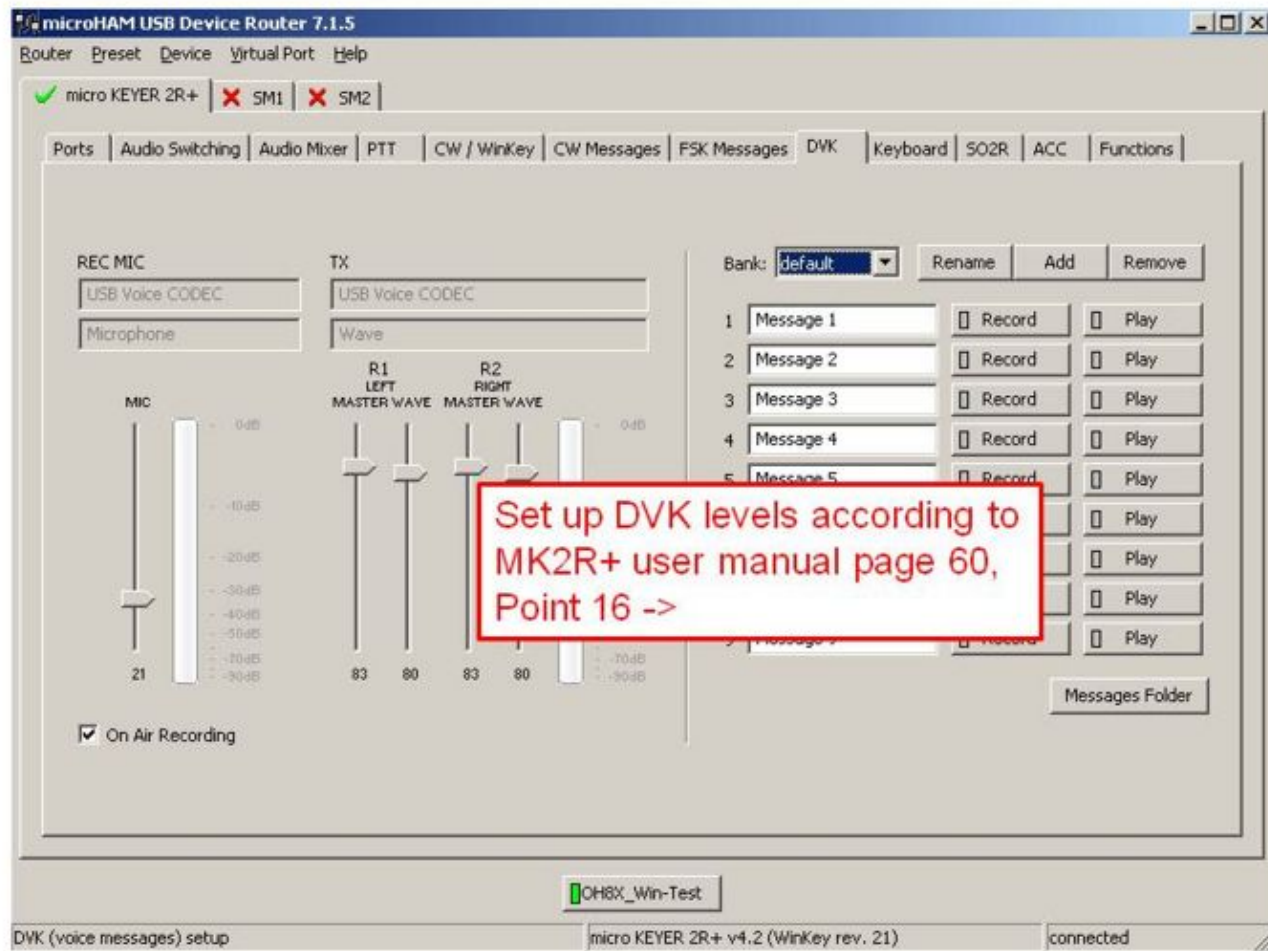 microHAM USB Device Router 7.1.5
Router Preset Device Virtual Port Help
micro KEYER 2R+ SM1 SM2
Ports Audio Switching Audio Mixer PTT CW / WinKey CW Messages FSK Messages DVK Keyboard SO2R ACC Functions
REC MIC
USB Voice CODEC
Microphone
TX
USB Voice CODEC
Wave
R1 R2
LEFT RIGHT
MASTER WAVE MASTER WAVE
MIC
0dB
-10dB
-20dB
-30dB
-40dB
-50dB
-70dB
-90dB
21
83 80 83 80
0dB
-70dB
-90dB
On Air Recording
Bank: default Rename Add Remove
1 Message 1 Record Play
2 Message 2 Record Play
3 Message 3 Record Play
4 Message 4 Record Play
5 Message 5 Record Play
Play
Play
Play
Play
Set up DVK levels according to
MK2R+ user manual page 60,
Point 16 ->
Messages Folder
OH8X_Win-Test
DVK (voice messages) setup micro KEYER 2R+ v4.2 (WinKey rev. 21) connected